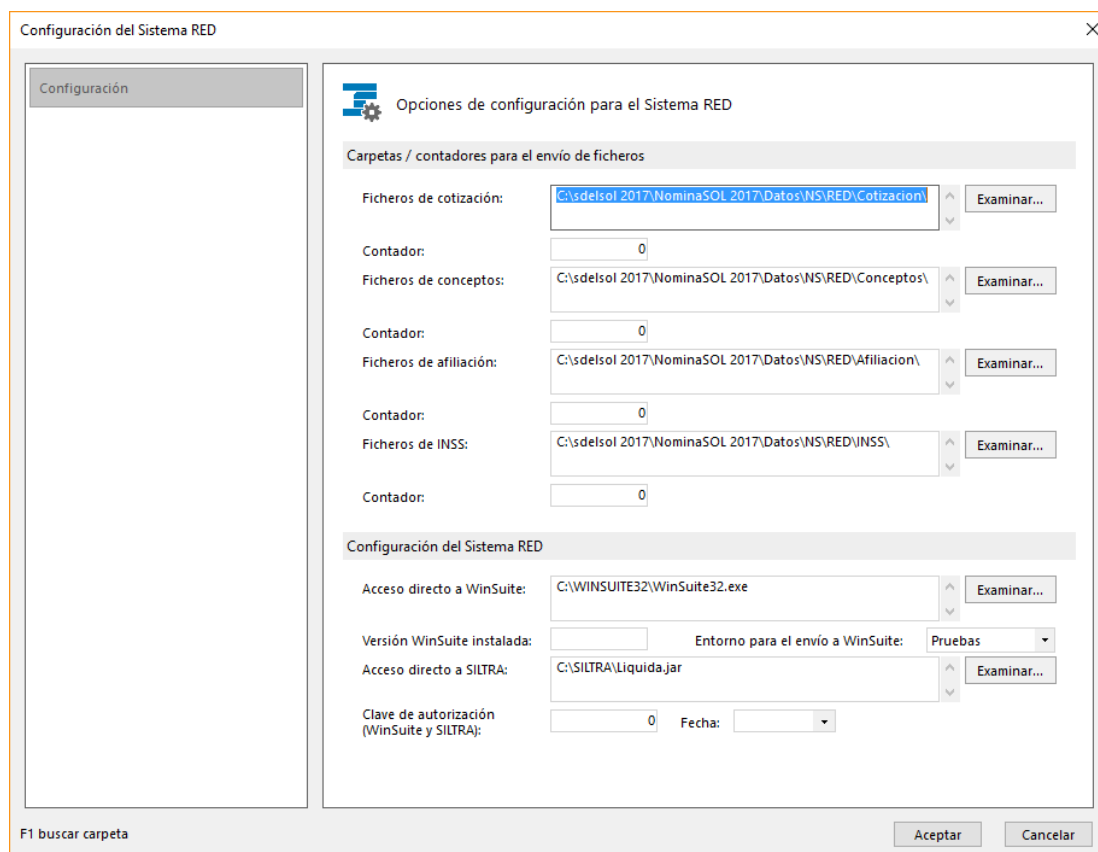 Configuración del Sistema RED
Configuración
Opciones de configuración para el Sistema RED
Carpetas / contadores para el envío de ficheros
Ficheros de cotización: C:\sdelsol 2017\NominaSOL 2017\Datos\NS\RED\Cotizacion\ Examinar...
Contador: 0
Ficheros de conceptos: C:\sdelsol 2017\NominaSOL 2017\Datos\NS\RED\Conceptos\ Examinar...
Contador: 0
Ficheros de afiliación: C:\sdelsol 2017\NominaSOL 2017\Datos\NS\RED\Afiliacion\ Examinar...
Contador: 0
Ficheros de INSS: C:\sdelsol 2017\NominaSOL 2017\Datos\NS\RED\INSS\ Examinar...
Contador: 0
Configuración del Sistema RED
Acceso directo a WinSuite: C:\WINSUITE32\WinSuite32.exe Examinar...
Versión WinSuite instalada: Entorno para el envío a WinSuite: Pruebas
Acceso directo a SILTRA: C:\SILTRA\Liquida.jar Examinar...
Clave de autorización
(WinSuite y SILTRA): 0 Fecha:
F1 buscar carpeta Aceptar Cancelar